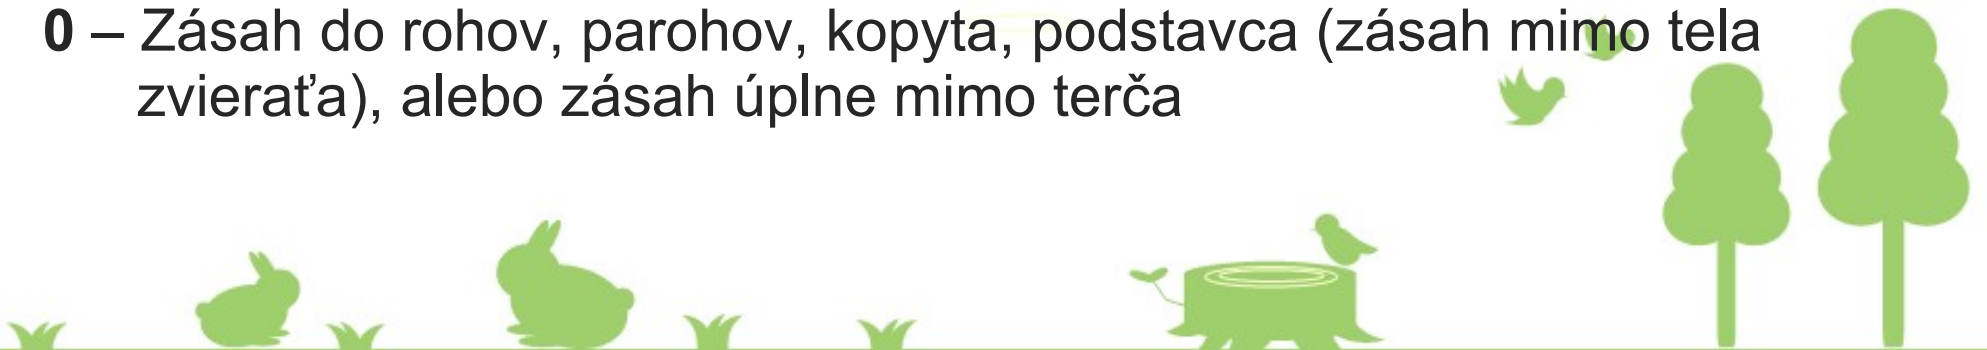 0 – Zásah do rohov, parohov, kopyta, podstavca (zásah mimo tela
zvieraťa), alebo zásah úplne mimo terča